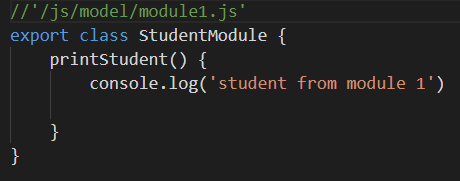 //'/js/model/module1.js'
export class StudentModule {
    printStudent() {
        console.log('student from module 1')
    }
}